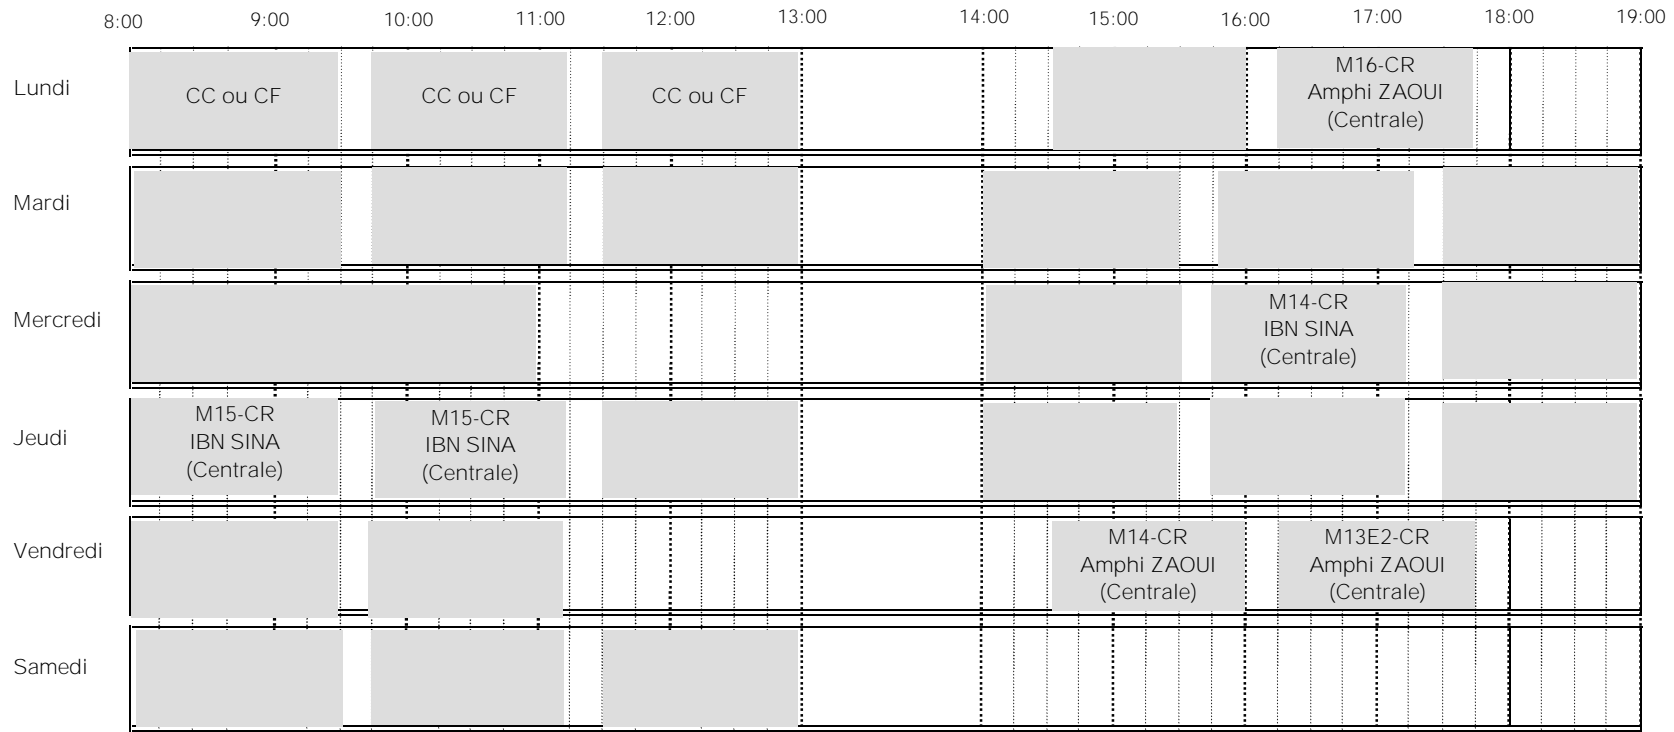 8:00 9:00 10:00 11:00 12:00 13:00 14:00 15:00 16:00 17:00 18:00 19:00
Lundi
CC ou CF
CC ou CF
CC ou CF
M16-CR
Amphi ZAOUI
(Centrale)
Mardi
Mercredi
M14-CR
IBN SINA
(Centrale)
Jeudi
M15-CR
IBN SINA
(Centrale)
M15-CR
IBN SINA
(Centrale)
Vendredi
M14-CR
Amphi ZAOUI
(Centrale)
M13E2-CR
Amphi ZAOUI
(Centrale)
Samedi